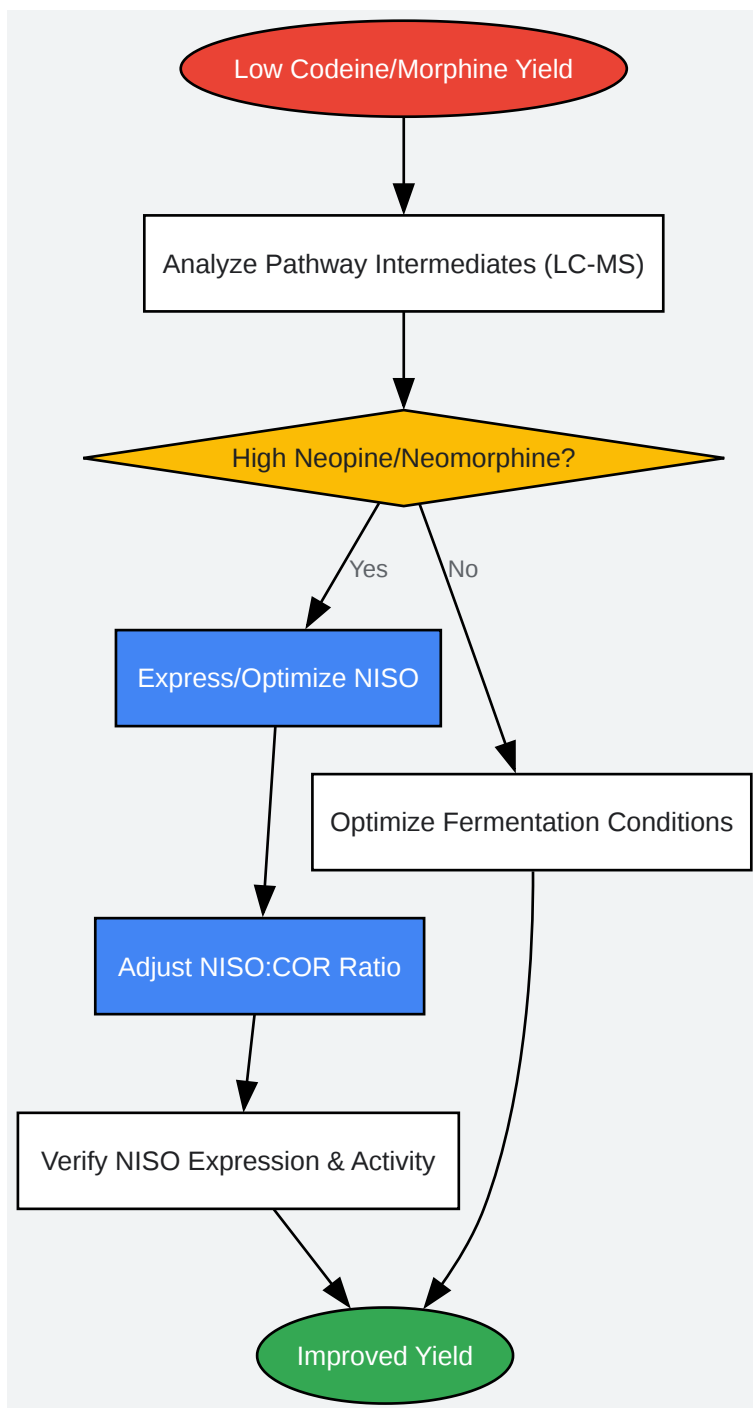 Low Codeine/Morphine Yield
Analyze Pathway Intermediates (LC-MS)
High Neopine/Neomorphine?
Yes
No
Express/Optimize NISO
Optimize Fermentation Conditions
Adjust NISO:COR Ratio
Verify NISO Expression & Activity
Improved Yield